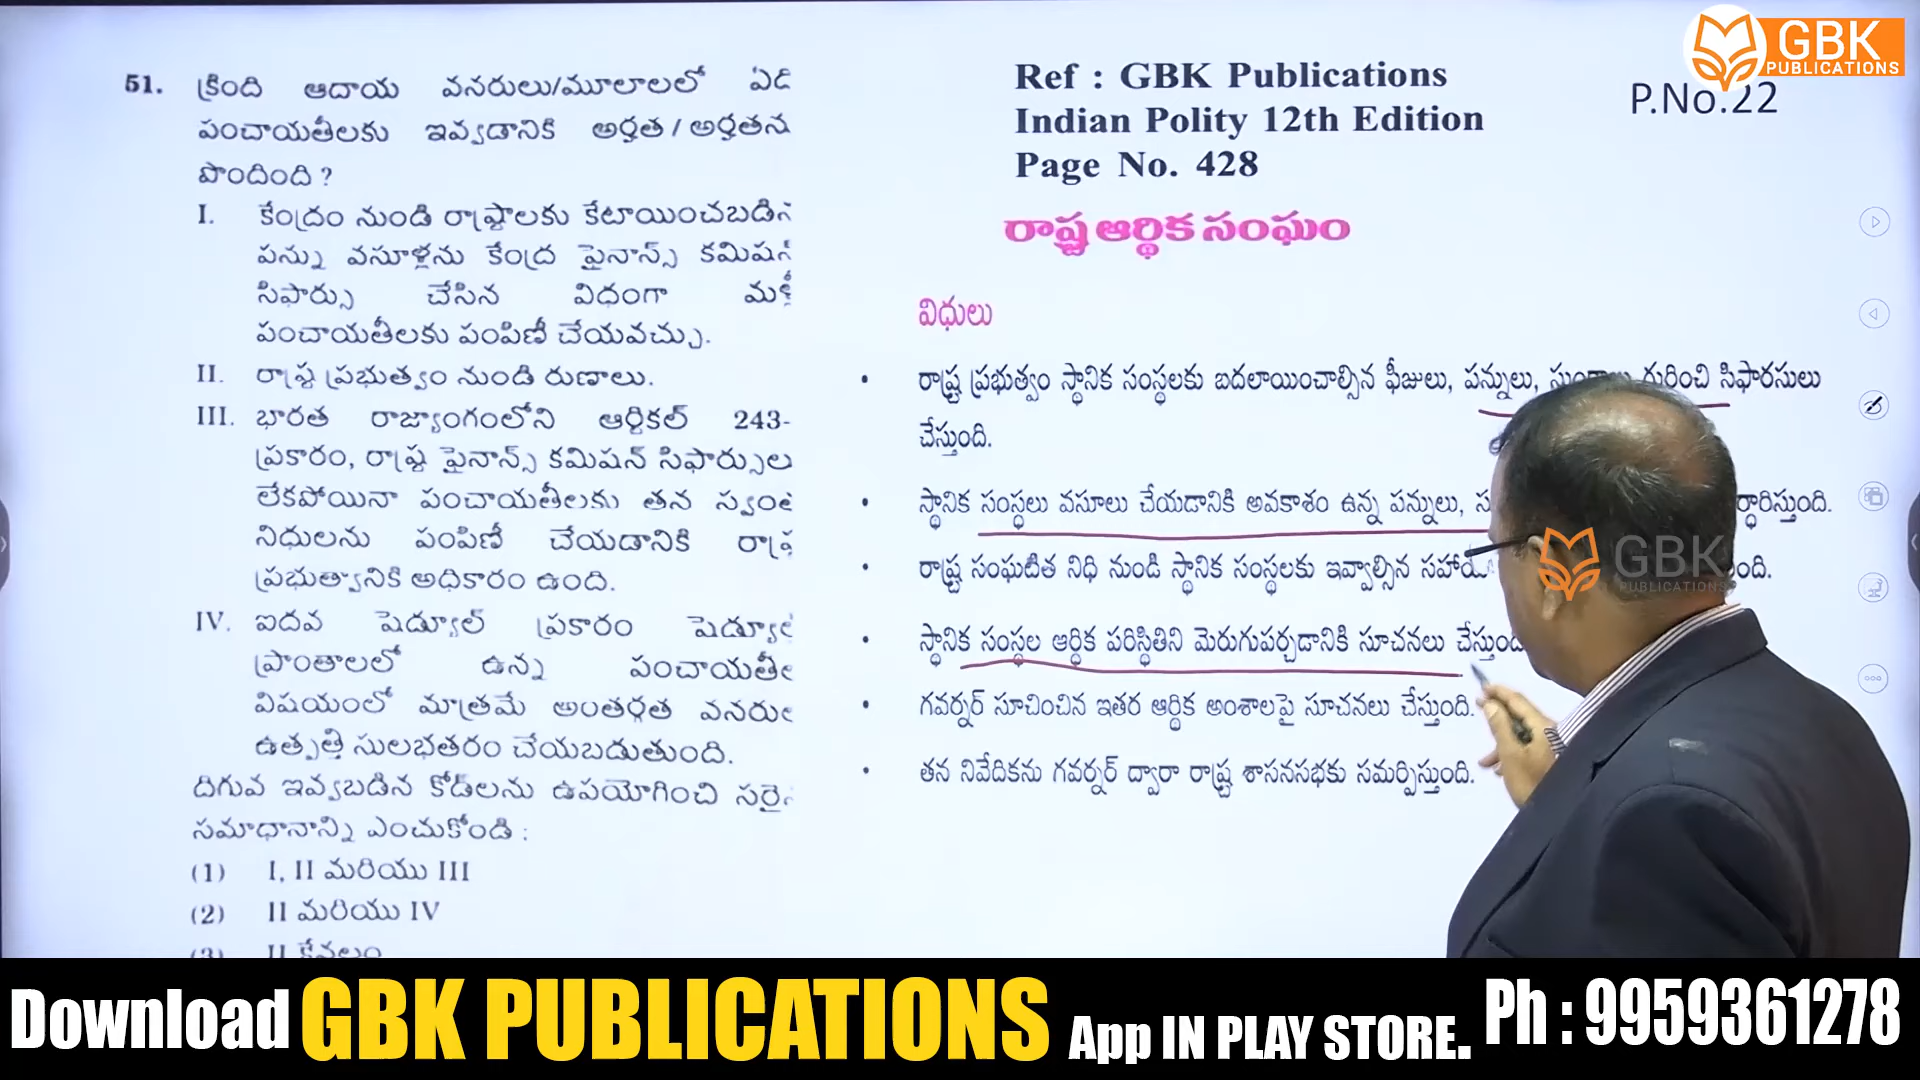 51. క్రింది ఆదాయ వనరులు/మూలాలలో ఏది
పంచాయతీలకు ఇవ్వడానికి అర్హత / అర్హతను
పొందింది ?
I. కేంద్రం నుండి రాష్ట్రాలకు కేటాయించబడిన
పన్ను వసూళ్లను కేంద్ర ఫైనాన్స్ కమిషన్
సిఫార్సు చేసిన విధంగా మళ్లీ
పంచాయతీలకు పంపిణీ చేయవచ్చు.
II. రాష్ట్ర ప్రభుత్వం నుండి రుణాలు.
III. భారత రాజ్యాంగంలోని ఆర్టికల్ 243-
ప్రకారం, రాష్ట్ర ఫైనాన్స్ కమిషన్ సిఫార్సుల
లేకపోయినా పంచాయతీలకు తన స్వంత
నిధులను పంపిణీ చేయడానికి రాష్ట్ర
ప్రభుత్వానికి అధికారం ఉంది.
IV. ఐదవ షెడ్యూల్ ప్రకారం షెడ్యూల్
ప్రాంతాలలో ఉన్న పంచాయతీల
విషయంలో మాత్రమే అంతర్గత వనరుల
ఉత్పత్తి సులభతరం చేయబడుతుంది.
దిగువ ఇవ్వబడిన కోడ్‌లను ఉపయోగించి సరైన
సమాధానాన్ని ఎంచుకోండి :
(1) I, II మరియు III
(2) II మరియు IV
(3) II కేవలం
Ref : GBK Publications
Indian Polity 12th Edition
Page No. 428
P.No.22
GBK
PUBLICATIONS
రాష్ట్ర ఆర్థిక సంఘం
విధులు
• రాష్ట్ర ప్రభుత్వం స్థానిక సంస్థలకు బదలాయించాల్సిన ఫీజులు, పన్నులు, సుంకాలు గురించి సిఫారసులు
చేస్తుంది.
• స్థానిక సంస్థలు వసూలు చేయడానికి అవకాశం ఉన్న పన్నులు,
• రాష్ట్ర సంఘటిత నిధి నుండి స్థానిక సంస్థలకు ఇవ్వాల్సిన
• స్థానిక సంస్థల ఆర్థిక పరిస్థితిని మెరుగుపర్చడానికి సూచనలు చేస్తుంది
• గవర్నర్ సూచించిన ఇతర ఆర్థిక అంశాలపై సూచనలు చేస్తుంది.
• తన నివేదికను గవర్నర్ ద్వారా రాష్ట్ర శాసనసభకు సమర్పిస్తుంది.
GBK
PUBLICATIONS
Download GBK PUBLICATIONS App IN PLAY STORE. Ph : 9959361278